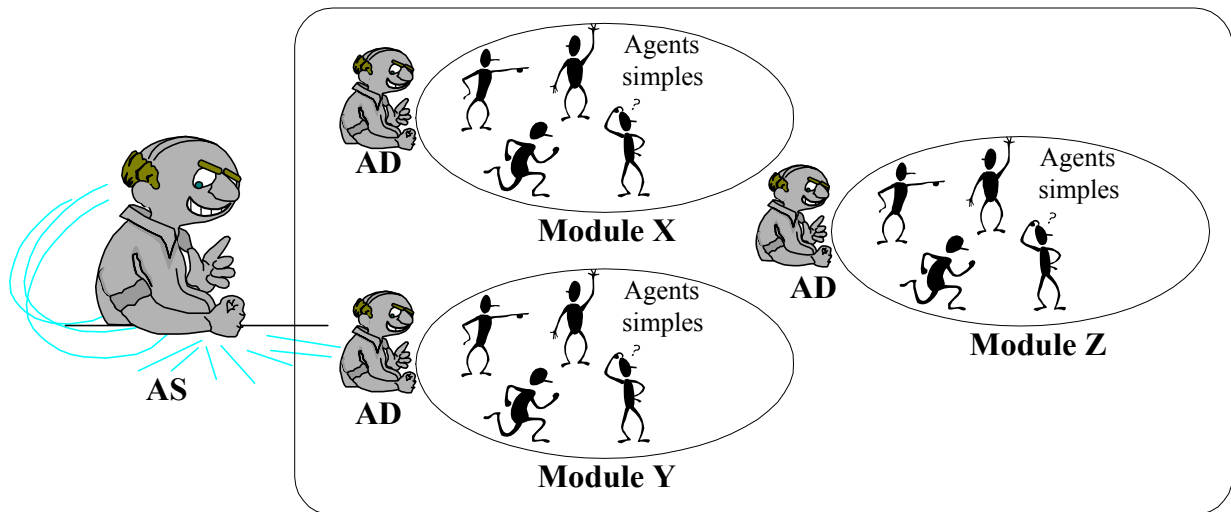 Agents
simples
AD
Module X
Agents
simples
AD
Module Z
AS
Agents
simples
AD
Module Y
?
?
?